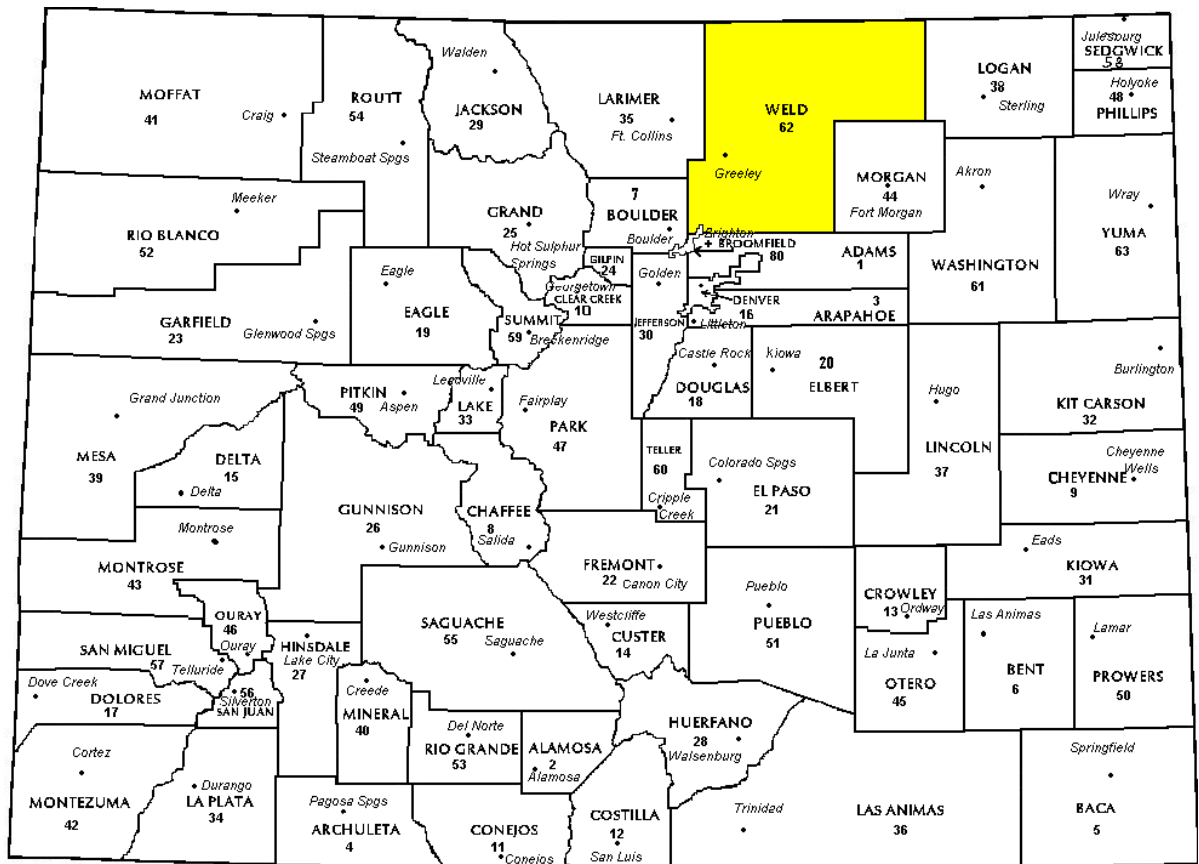 Julesburg
SEDGWICK
58
Walden
LOGAN
38
Sterling
Holyoke
48
PHILLIPS
MOFFAT
41
Craig
ROUTT
54
Steamboat Spgs
JACKSON
29
LARIMER
35
Ft. Collins
WELD
62
Greeley
MORGAN
44
Fort Morgan
Akron
WASHINGTON
61
Wray
YUMA
63
Meeker
RIO BLANCO
52
GRAND
25
Hot Sulphur
Springs
7
BOULDER
Boulder
Brighton
+ BROOMFIELD
80
ADAMS
1
GILPIN
24
Golden
Georgetown
CLEAR CREEK
10
DENVER
16
3
ARAPAHOE
Littleton
JEFFERSON
30
Eagle
EAGLE
19
SUMMIT
59
Breckenridge
GARFIELD
23
Glenwood Spgs
Castle Rock
DOUGLAS
18
kiowa
20
ELBERT
Hugo
LINCOLN
37
Burlington
KIT CARSON
32
Grand Junction
MESA
39
PITKIN
49
Aspen
Leadville
LAKE
33
Fairplay
PARK
47
TELLER
60
Cripple
Creek
Colorado Spgs
EL PASO
21
Cheyenne
Wells
CHEYENNE
9
DELTA
15
Delta
GUNNISON
26
Gunnison
CHAFFEE
8
Salida
Montrose
MONTROSE
43
FREMONT
22
Canon City
Pueblo
PUEBLO
51
CROWLEY
13
Ordway
Eads
KIOWA
31
OURAY
46
Ouray
SAN MIGUEL
57
Telluride
HINSDALE
Lake City
27
SAGUACHE
55
Saguache
Westcliffe
CUSTER
14
La Junta
OTERO
45
Las Animas
BENT
6
Lamar
PROWERS
50
Dove Creek
DOLORES
17
56
Silverton
SAN JUAN
Creede
MINERAL
40
Del Norte
RIO GRANDE
53
ALAMOSA
2
Alamosa
HUERFANO
28
Walsenburg
Cortez
MONTEZUMA
42
Durango
LA PLATA
34
Pagosa Spgs
ARCHULETA
4
CONEJOS
11
Conejos
COSTILLA
12
San Luis
Trinidad
LAS ANIMAS
36
Springfield
BACA
5